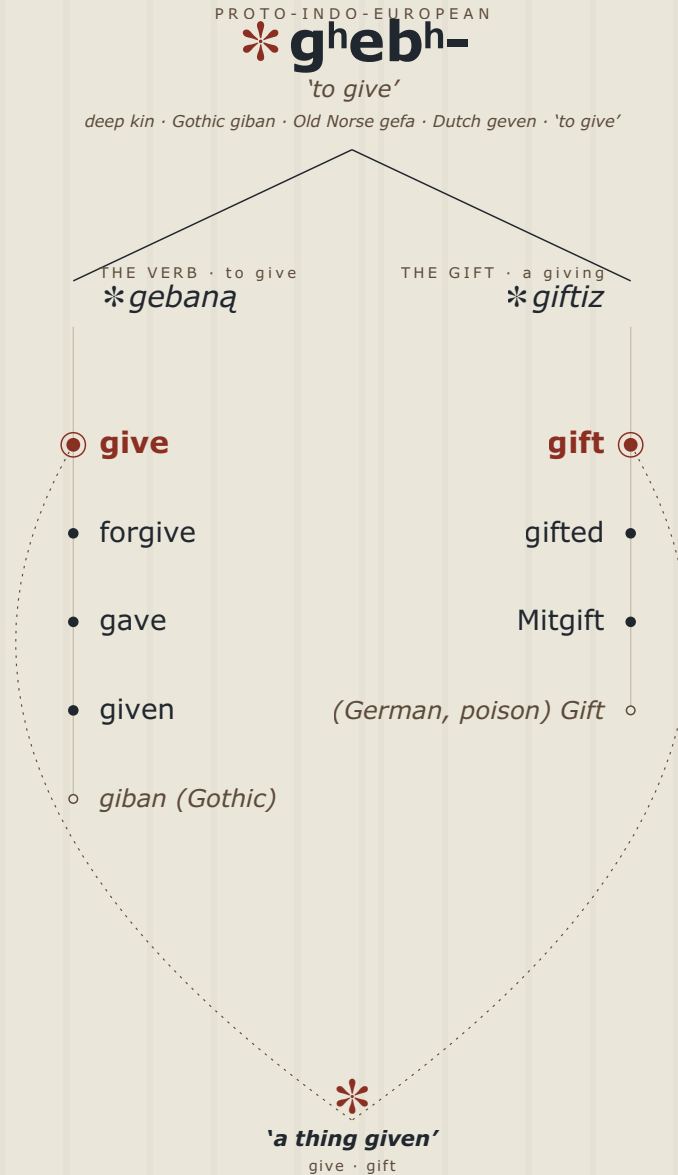 PROTO-INDO-EUROPEAN
*gʰebʰ–
‘to give’
deep kin · Gothic giban · Old Norse gefa · Dutch geven · ‘to give’
THE VERB · to give
*gebaną
THE GIFT · a giving
*giftiz
give
forgive
gave
given
giban (Gothic)
gift
gifted
Mitgift
(German, poison) Gift
*
‘a thing given’
give · gift